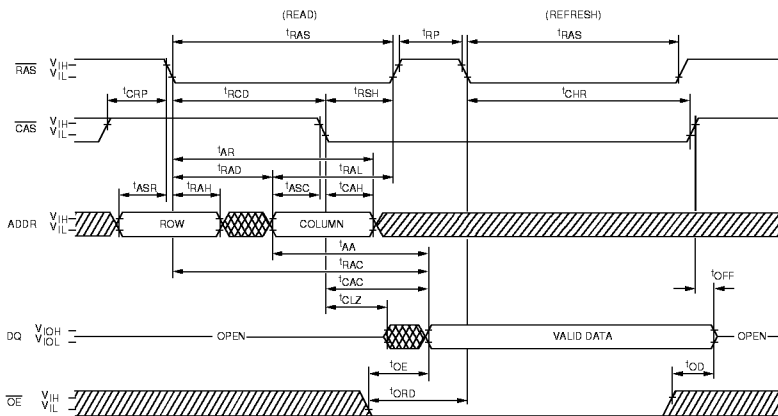 (READ) (REFRESH)
tRAS tRP tRAS
RAS VIH VIL
tCRP tRCD tRSH tCHR
CAS VIH VIL
tAR
tRAD tRAL
tASR tRAH tASC tCAH
ADDR VIH VIL ROW COLUMN
tAA
tRAC
tCAC tOFF
tCLZ
DQ VIOH VIOL OPEN VALID DATA OPEN
tOE tOD
tORD
OE VIH VIL